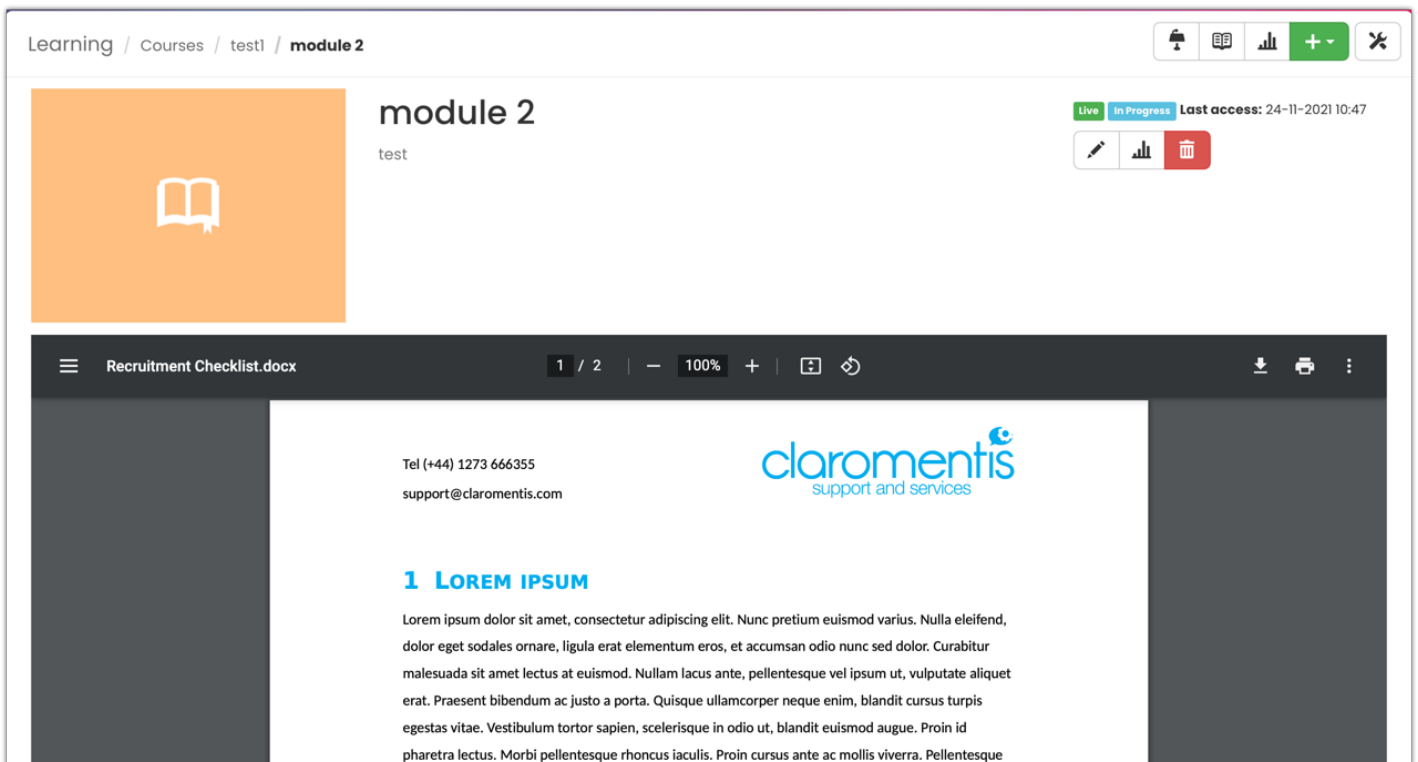 Learning / Courses / test1 / module 2
module 2
test
Live In Progress Last access: 24-11-2021 10:47
Recruitment Checklist.docx 1 / 2 100%
Tel (+44) 1273 666355
support@claromentis.com
claromentis
support and services
1 LOREM IPSUM
Lorem ipsum dolor sit amet, consectetur adipiscing elit. Nunc pretium euismod varius. Nulla eleifend,
dolor eget sodales ornare, ligula erat elementum eros, et accumsan odio nunc sed dolor. Curabitur
malesuada sit amet lectus at euismod. Nullam lacus ante, pellentesque vel ipsum ut, vulputate aliquet
erat. Praesent bibendum ac justo a porta. Quisque ullamcorper neque enim, blandit cursus turpis
egestas vitae. Vestibulum tortor sapien, scelerisque in odio ut, blandit euismod augue. Proin id
pharetra lectus. Morbi pellentesque rhoncus iaculis. Proin cursus ante ac mollis viverra. Pellentesque